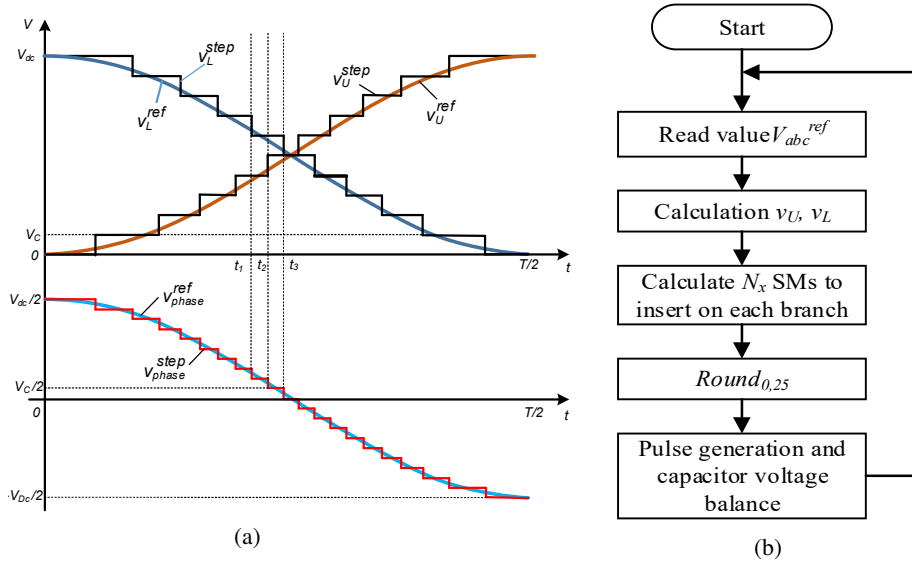 V
V_dc
v_L^step
v_L^ref
v_U^step
v_U^ref
V_C
0
t_1
t_2
t_3
T/2
t
V_dc/2
v_phase^ref
v_phase^step
V_C/2
0
T/2
t
-V_Dc/2
(a)
Start
Read value V_abc^ref
Calculation v_U, v_L
Calculate N_x SMs to
insert on each branch
Round_0,25
Pulse generation and
capacitor voltage
balance
(b)